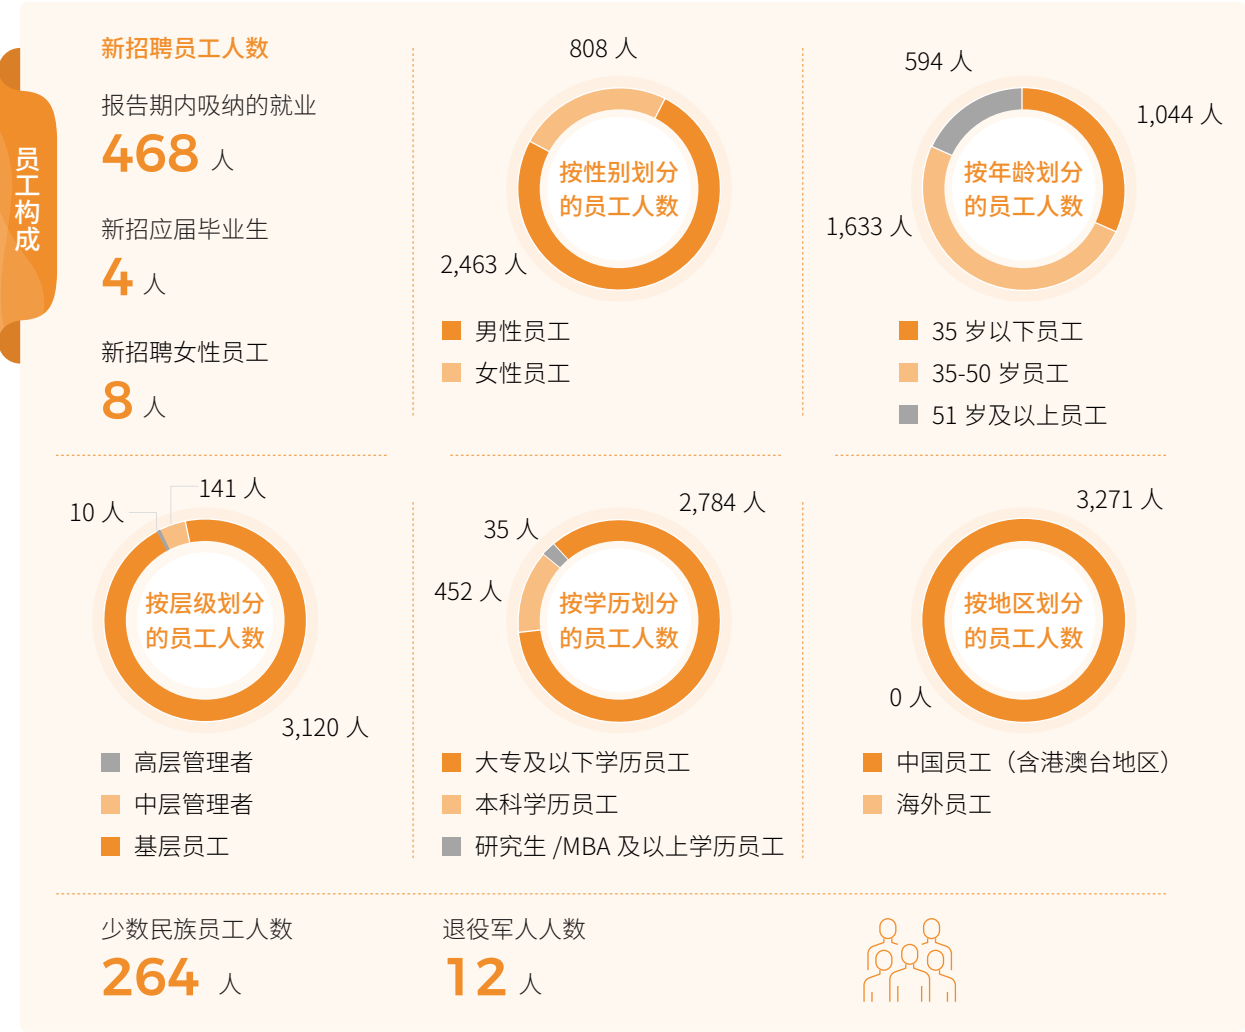 员工构成
新招聘员工人数
报告期内吸纳的就业
468 人
新招应届毕业生
4 人
新招聘女性员工
8 人
808 人
按性别划分
的员工人数
2,463 人
男性员工
女性员工
594 人
1,044 人
按年龄划分
的员工人数
1,633 人
35 岁以下员工
35-50 岁员工
51 岁及以上员工
141 人
10 人
按层级划分
的员工人数
3,120 人
高层管理者
中层管理者
基层员工
2,784 人
35 人
452 人
按学历划分
的员工人数
大专及以下学历员工
本科学历员工
研究生 /MBA 及以上学历员工
3,271 人
按地区划分
的员工人数
0 人
中国员工（含港澳台地区）
海外员工
少数民族员工人数
264 人
退役军人人数
12 人